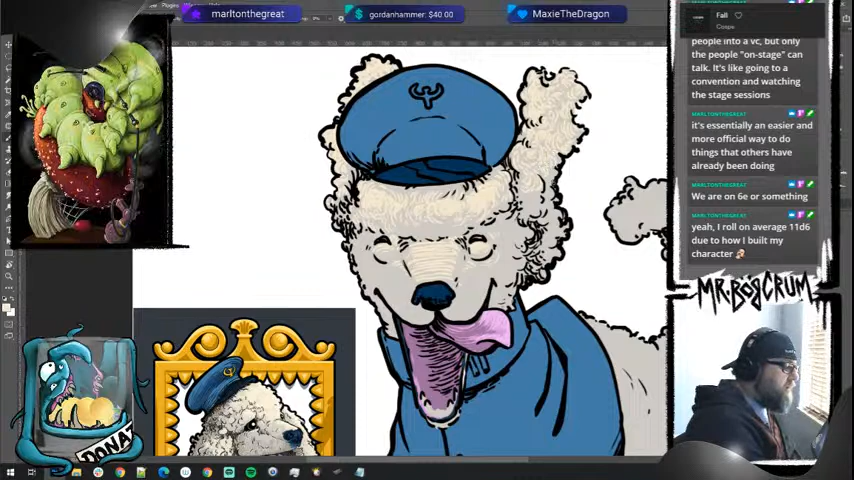 marltonthegreat
gordanhammer: $40.00
MaxieTheDragon
Fall
people into a vc, but only
the people "on-stage" can
talk. It's like going to a
convention and watching
the stage sessions
MARLTONTHEGREAT
it's essentially an easier and
more official way to do
things that others have
already been doing
MARLTONTHEGREAT
We are on 6e or something
MARLTONTHEGREAT
yeah, I roll on average 11d6
due to how I built my
character
MR.BOGCRUM
DONAT